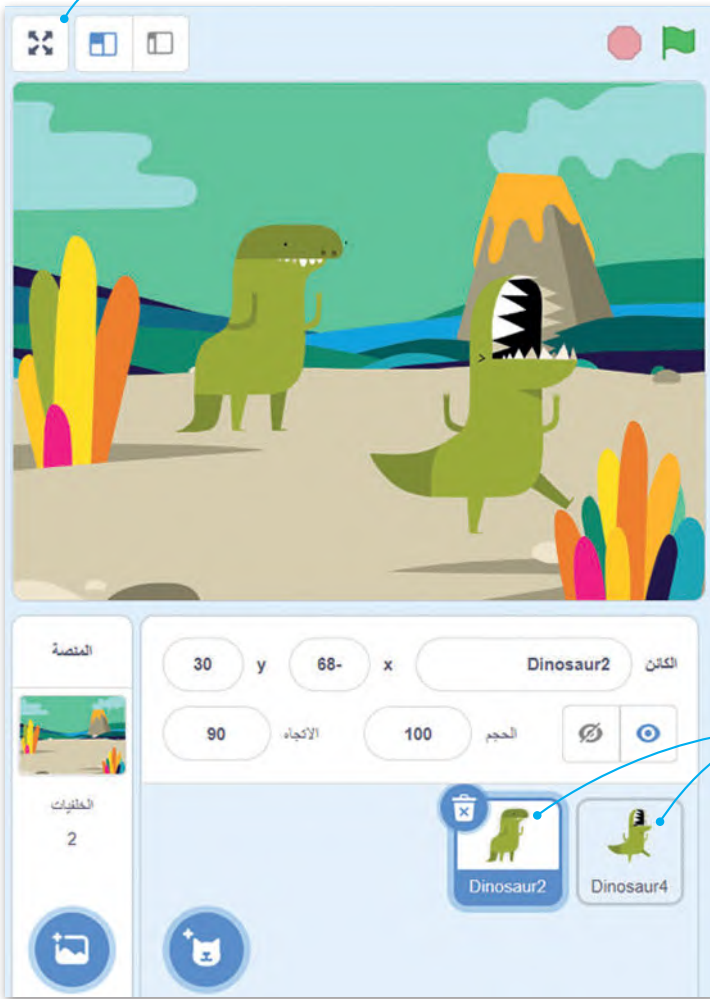 المنصة
الكائن Dinosaur2 x 68- y 30
الحجم 100 الاتجاه 90
الخلفيات
2
Dinosaur2 Dinosaur4